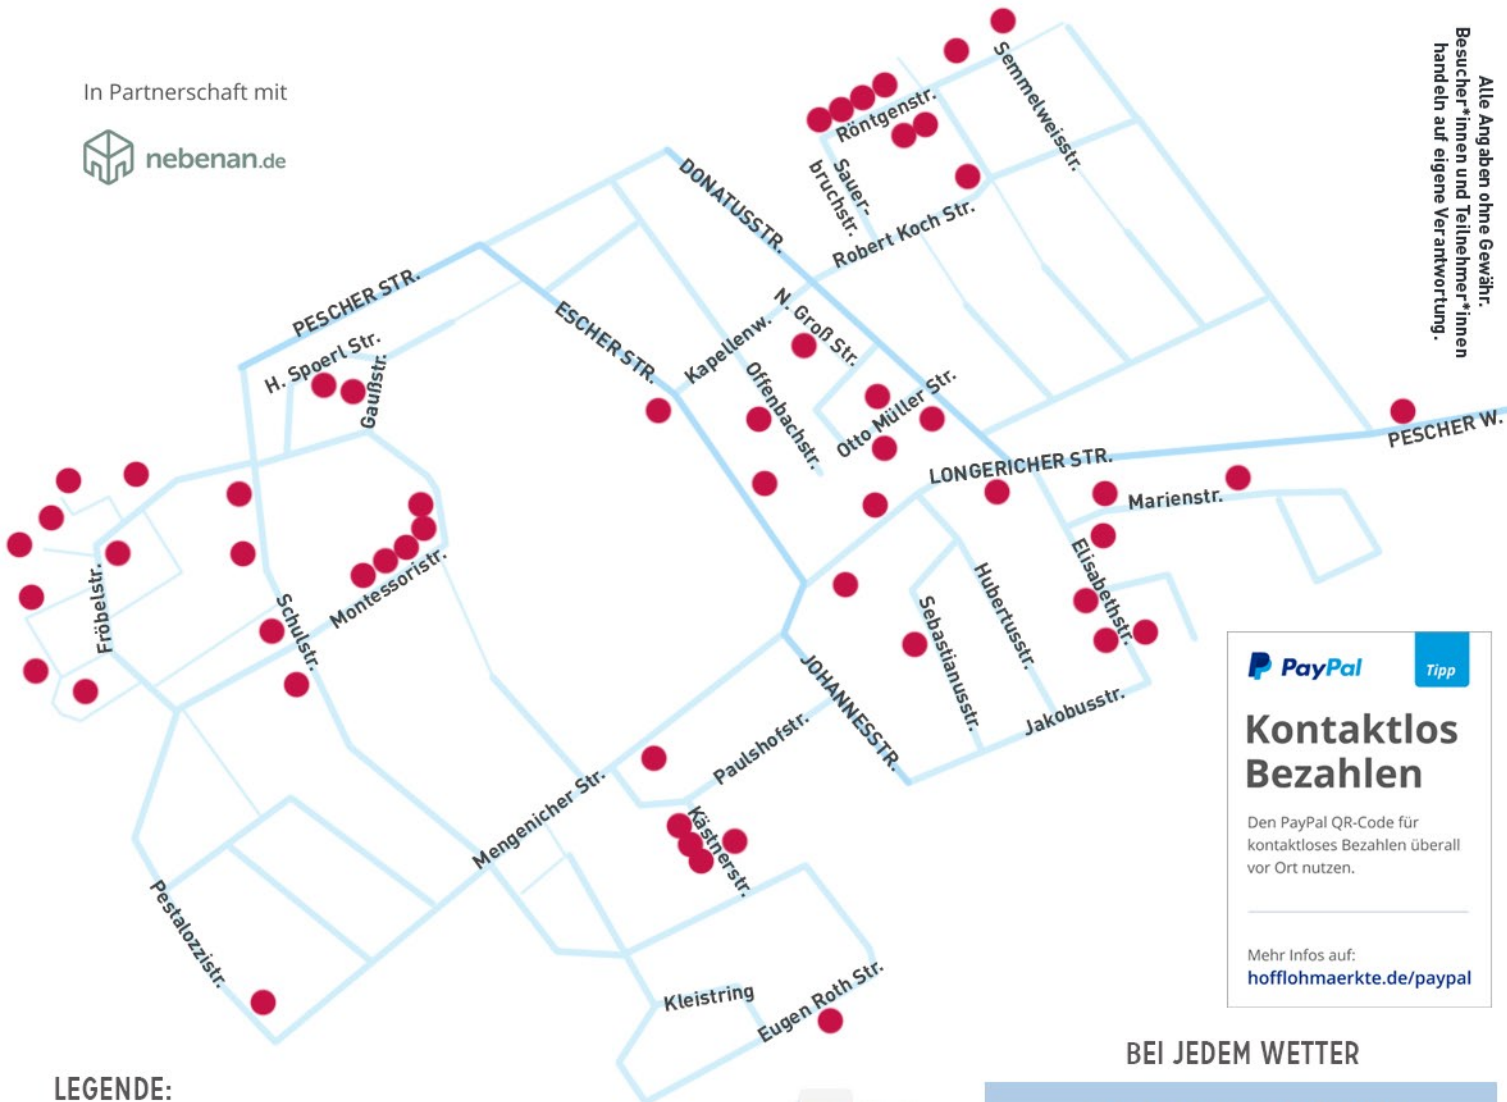 In Partnerschaft mit
nebenan.de
Alle Angaben ohne Gewähr.
Besucher*innen und Teilnehmer*innen
handeln auf eigene Verantwortung.
Semmelweisstr.
Röntgenstr.
Sauer-
bruchstr.
Robert Koch Str.
DONATUSSTR.
PESCHER STR.
H. Spoerl Str.
Gaußstr.
ESCHER STR.
Kapellenw.
N. Groß Str.
Offenbachstr.
Otto Müller Str.
LONGERICHER STR.
PESCHER W.
Marienstr.
Elisabethstr.
Hubertusstr.
Sebastianusstr.
Jakobusstr.
Fröbelstr.
Schulstr.
Montessoristr.
JOHANNESSTR.
Paulshofstr.
Mengenicher Str.
Kästnerstr.
Pestalozzistr.
Kleistring
Eugen Roth Str.
PayPal
Tipp
Kontaktlos
Bezahlen
Den PayPal QR-Code für
kontaktloses Bezahlen überall
vor Ort nutzen.
Mehr Infos auf:
hofflohmaerkte.de/paypal
BEI JEDEM WETTER
LEGENDE: